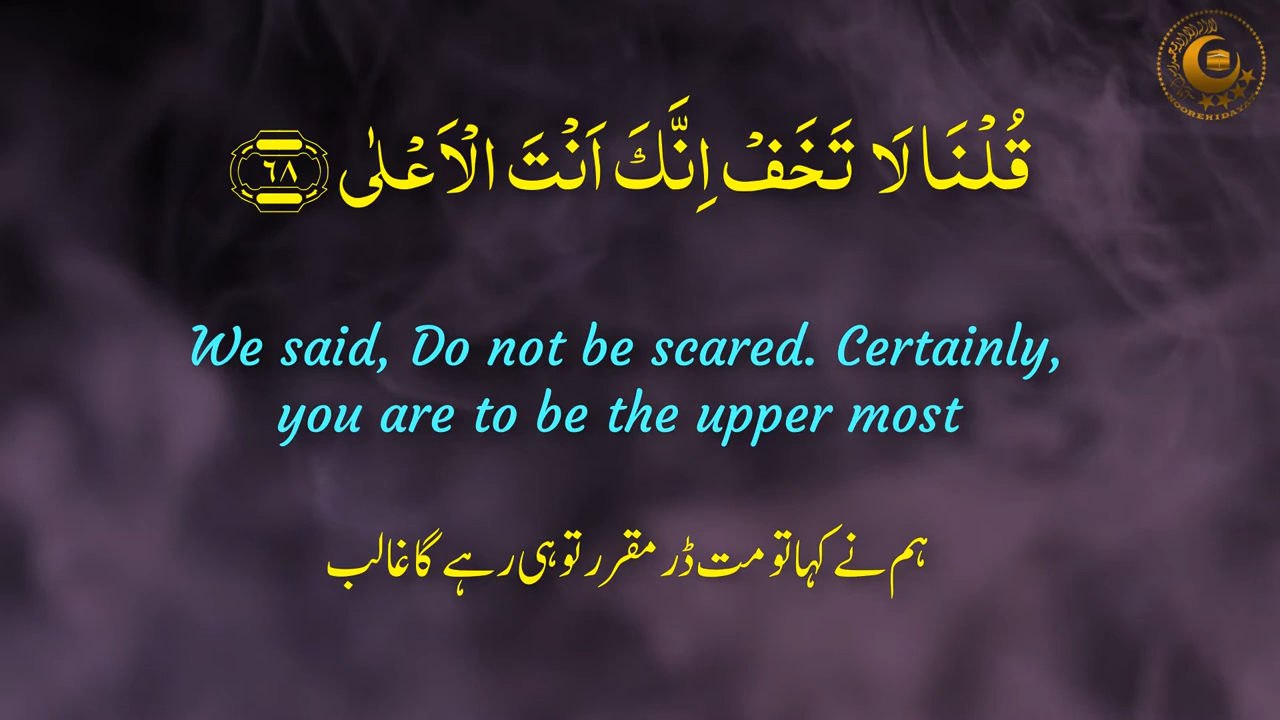 قُلْنَا لَا تَخَفْ اِنَّكَ اَنْتَ الْاَعْلٰى ٦٨
We said, Do not be scared. Certainly,
you are to be the upper most
ہم نے کہا تو مت ڈر مقرر تو ہی رہے گا غالب
NOOREHIDAYAT